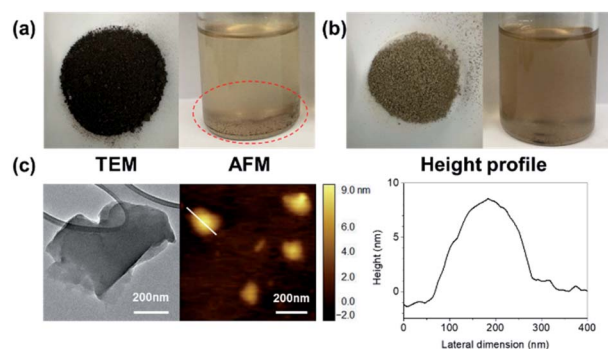 (a)
(b)
(c)
TEM
AFM
Height profile
200nm
200nm
9.0 nm
6.0
4.0
2.0
0.0
−2.0
10
5
0
Height (nm)
0
100
200
300
400
Lateral dimension (nm)